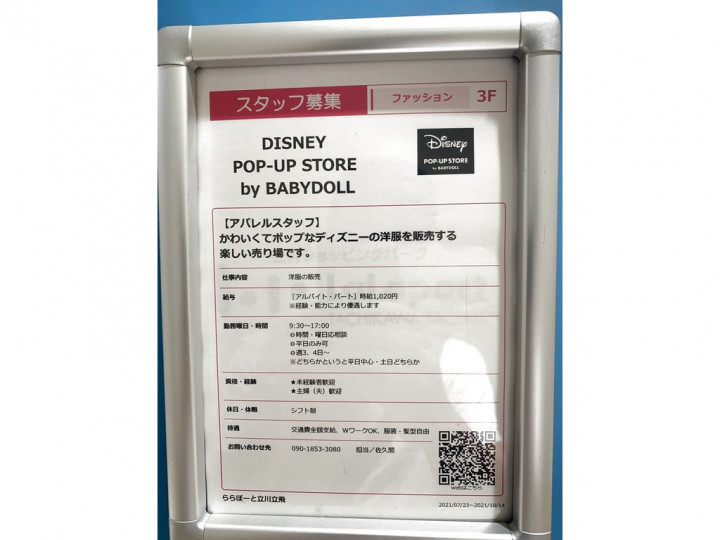 スタッフ募集 ファッション 3F
DISNEY
POP-UP STORE
by BABYDOLL
Disney
POP-UP STORE
by BABYDOLL
【アパレルスタッフ】
かわいくてポップなディズニーの洋服を販売する
楽しい売り場です。
仕事内容 洋服の販売
給与 [アルバイト・パート] 時給1,020円
※経験・能力により優遇します
勤務曜日・時間 9:30～17:00
◎時間・曜日応相談
◎平日のみ可
◎週3、4日～
※どちらかというと平日中心・土日どちらか
資格・経験 ★未経験者歓迎
★主婦（夫）歓迎
休日・休暇 シフト制
待遇 交通費全額支給、WワークOK、服装・髪型自由
お問い合わせ先 090-1853-3080 担当／佐久間
webはこちら
ららぽーと立川立飛
2021/07/23～2021/10/14